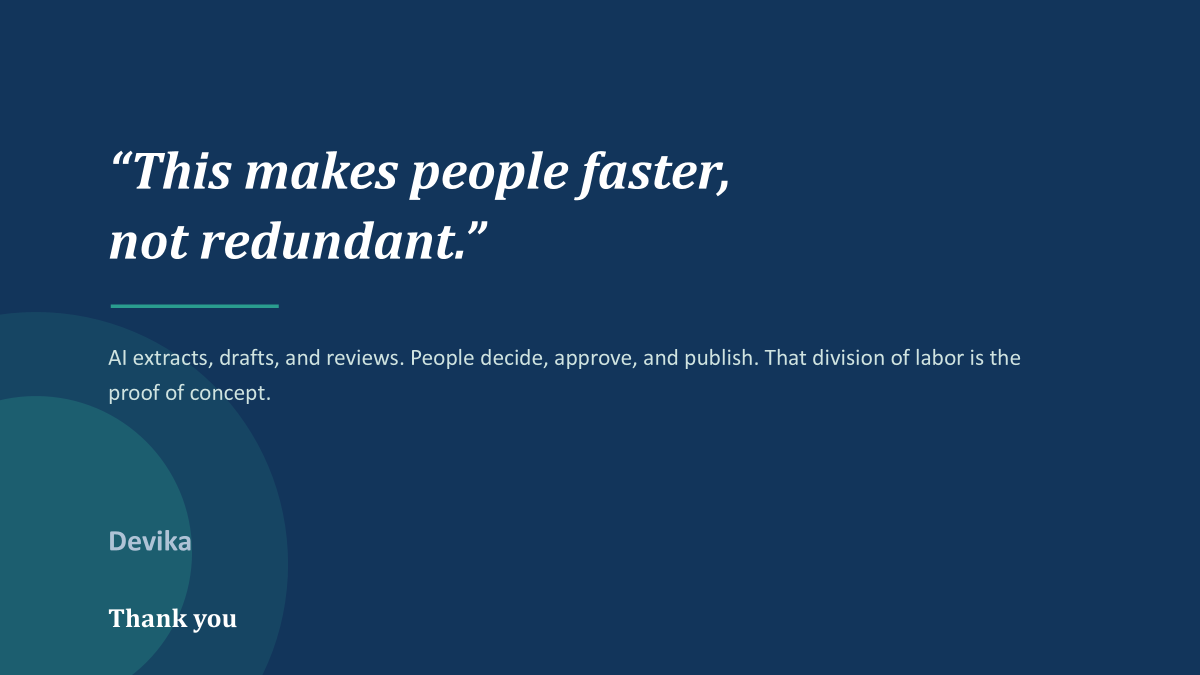 “This makes people faster,
not redundant.”
AI extracts, drafts, and reviews. People decide, approve, and publish. That division of labor is the
proof of concept.
Devika
Thank you